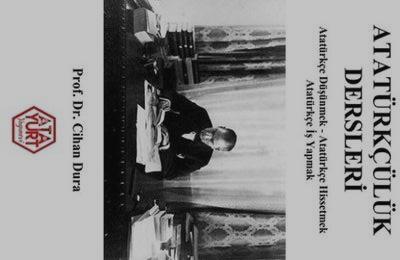 ATATÜRKÇÜLÜK
DERSLERİ
Atatürkçe Düşünmek - Atatürkçe Hissetmek
Atatürkçe İş Yapmak
Prof. Dr. Cihan Dura
ATA
YURT
Yayınevi